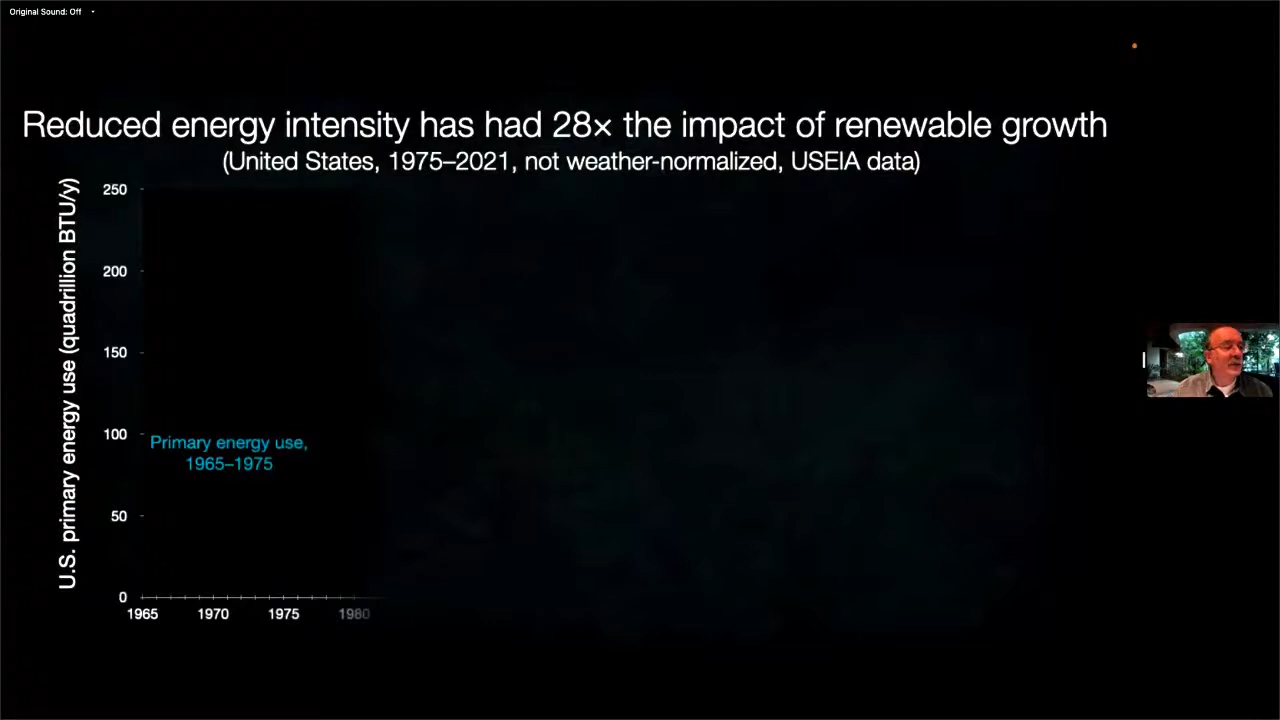 Original Sound: Off
Reduced energy intensity has had 28× the impact of renewable growth
(United States, 1975–2021, not weather-normalized, USEIA data)
U.S. primary energy use (quadrillion BTU/y)
250
200
150
100
50
0
Primary energy use,
1965–1975
1965 1970 1975 1980